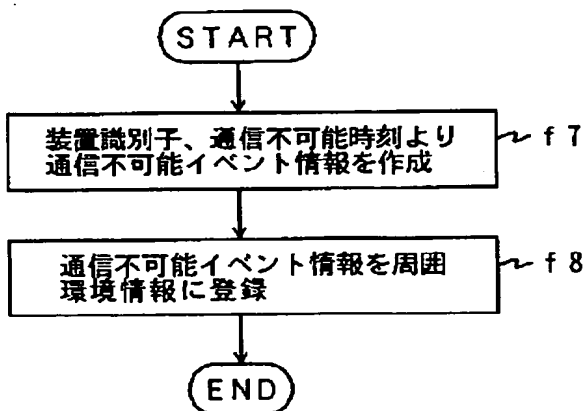 START
装置識別子、通信不可能時刻より
通信不可能イベント情報を作成
f7
通信不可能イベント情報を周囲
環境情報に登録
f8
END